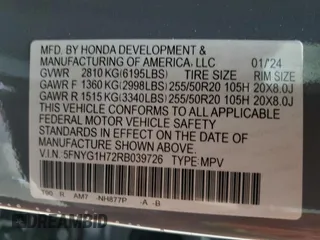 MFD. BY HONDA DEVELOPMENT &
MANUFACTURING OF AMERICA, LLC 01/24
GVWR 2810 KG(6195LBS) TIRE SIZE RIM SIZE
GAWR F 1360 KG(2998LBS) 255/50R20 105H 20X8.0J
GAWR R 1515 KG(3340LBS) 255/50R20 105H 20X8.0J
THIS VEHICLE CONFORMS TO ALL APPLICABLE
FEDERAL MOTOR VEHICLE SAFETY STANDARDS IN
EFFECT ON THE DATE OF MANUFACTURE SHOWN
ABOVE.
V.I.N.: 5FNYG1H72RB039726 TYPE: MPV
R AM7 -NH877P -A -B
DREAMBID